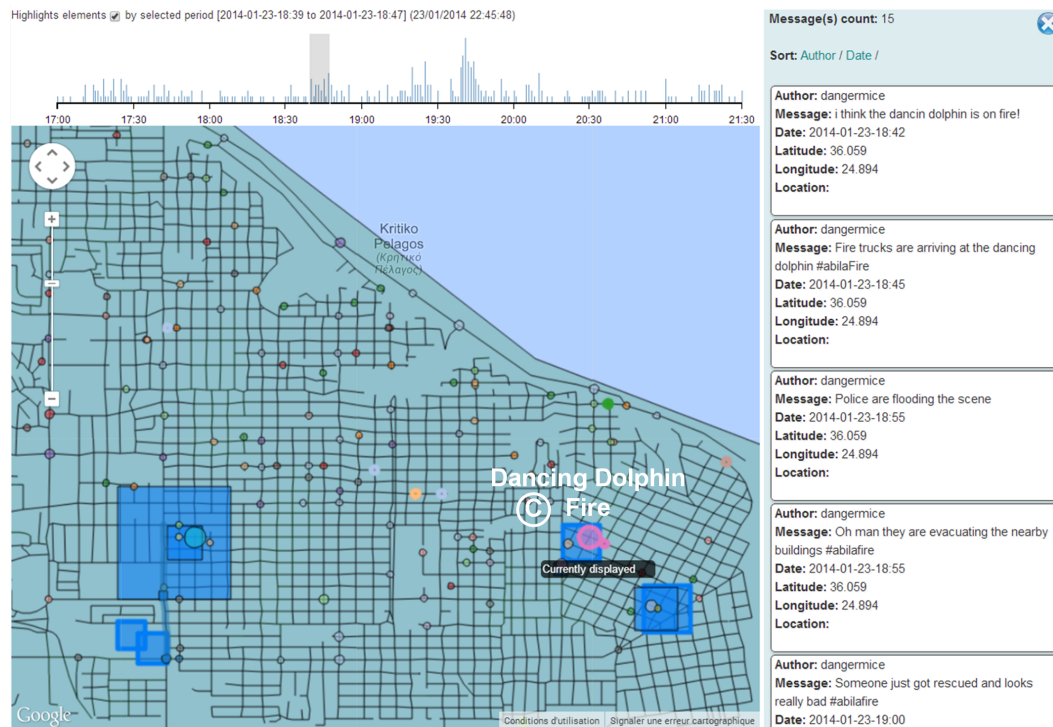 Highlights elements by selected period [2014-01-23-18:39 to 2014-01-23-18:47] (23/01/2014 22:45:48)
17:00 17:30 18:00 18:30 19:00 19:30 20:00 20:30 21:00 21:30
Kritiko
Pelagos
(Κρητικό
Πέλαγος)
Dancing Dolphin
© Fire
Currently displayed
Google
Conditions d'utilisation Signaler une erreur cartographique
Message(s) count: 15
Sort: Author / Date /
Author: dangermice
Message: i think the dancin dolphin is on fire!
Date: 2014-01-23-18:42
Latitude: 36.059
Longitude: 24.894
Location:
Author: dangermice
Message: Fire trucks are arriving at the dancing
dolphin #abilaFire
Date: 2014-01-23-18:45
Latitude: 36.059
Longitude: 24.894
Location:
Author: dangermice
Message: Police are flooding the scene
Date: 2014-01-23-18:55
Latitude: 36.059
Longitude: 24.894
Location:
Author: dangermice
Message: Oh man they are evacuating the nearby
buildings #abilafire
Date: 2014-01-23-18:55
Latitude: 36.059
Longitude: 24.894
Location:
Author: dangermice
Message: Someone just got rescued and looks
really bad #abilafire
Date: 2014-01-23-19:00